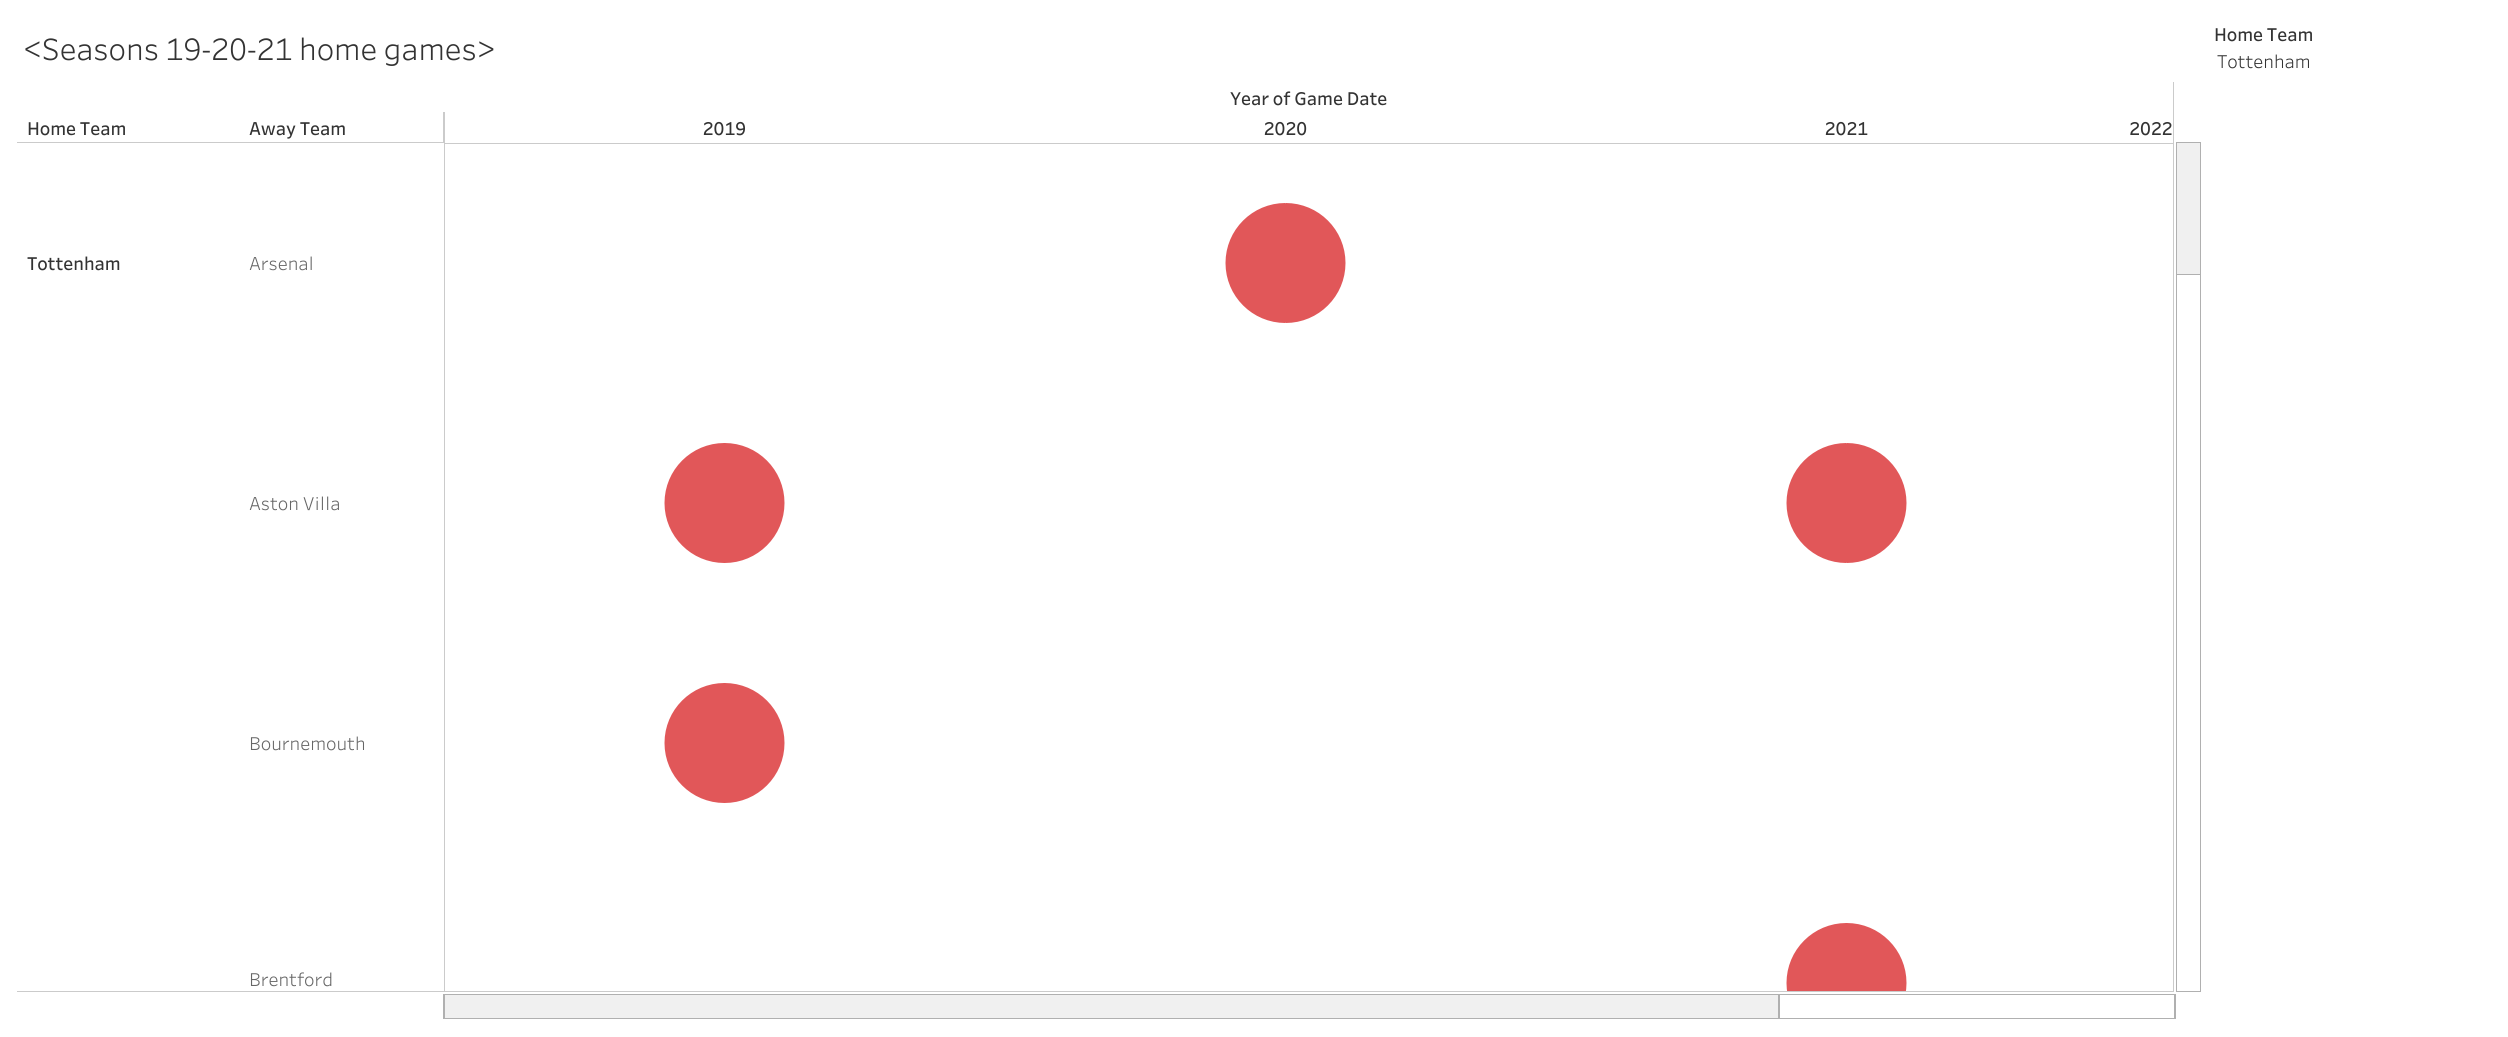 <Seasons 19-20-21 home games>
Home Team
Tottenham
Year of Game Date
Home Team Away Team 2019 2020 2021 2022
Tottenham Arsenal
Aston Villa
Bournemouth
Brentford